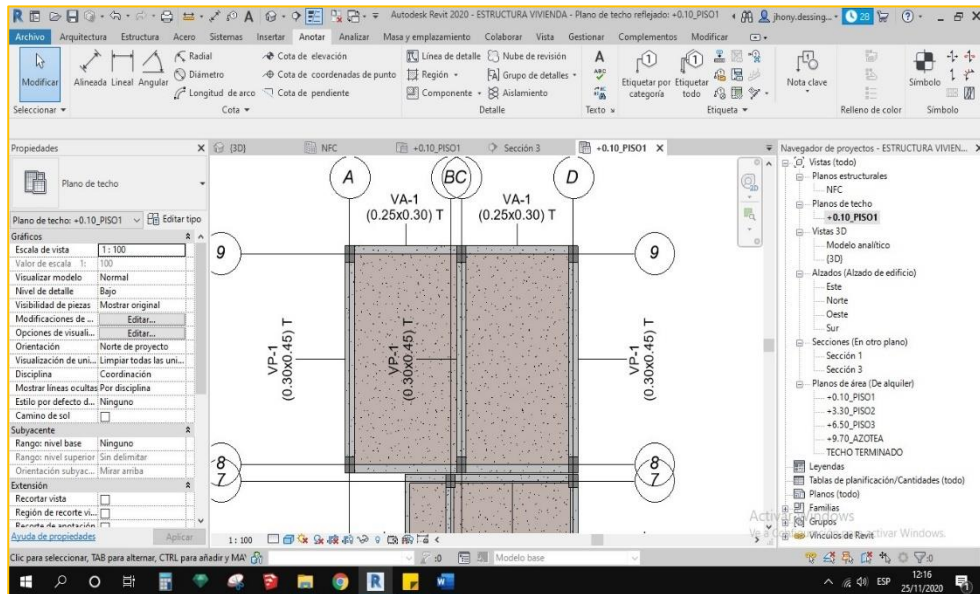 Autodesk Revit 2020 - ESTRUCTURA VIVIENDA - Plano de techo reflejado: +0.10_PISO1
jhony.dessing...
28
Archivo Arquitectura Estructura Acero Sistemas Insertar Anotar Analizar Masa y emplazamiento Colaborar Vista Gestionar Complementos Modificar
Modificar
Alineada Lineal Angular
Radial
Diámetro
Longitud de arco
Cota de elevación
Cota de coordenadas de punto
Cota de pendiente
Línea de detalle
Región
Componente
Nube de revisión
Grupo de detalles
Aislamiento
Etiquetar por categoría
Etiquetar todo
Nota clave
Símbolo
Seleccionar
Cota
Detalle
Texto
Etiqueta
Relleno de color
Símbolo
Propiedades
Plano de techo
Plano de techo: +0.10_PISO1
Editar tipo
Gráficos
Escala de vista 1 : 100
Valor de escala 1: 100
Visualizar modelo Normal
Nivel de detalle Bajo
Visibilidad de piezas Mostrar original
Modificaciones de ... Editar...
Opciones de visuali... Editar...
Orientación Norte de proyecto
Visualización de uni... Limpiar todas las uni...
Disciplina Coordinación
Mostrar líneas ocultas Por disciplina
Estilo por defecto d... Ninguno
Camino de sol
Subyacente
Rango: nivel base Ninguno
Rango: nivel superior Sin delimitar
Orientación subyac... Mirar arriba
Extensión
Recortar vista
Región de recorte vi...
Recorte de anotación
Ayuda de propiedades
Aplicar
{3D}
NFC
+0.10_PISO1
Sección 3
+0.10_PISO1
A
BC
D
VA-1
(0.25x0.30) T
VA-1
(0.25x0.30) T
9
9
VP-1
(0.30x0.45) T
VP-1
(0.30x0.45) T
VP-1
(0.30x0.45) T
8
7
8
7
1 : 100
Navegador de proyectos - ESTRUCTURA VIVIEN...
Vistas (todo)
Planos estructurales
NFC
Planos de techo
+0.10_PISO1
Vistas 3D
Modelo analítico
{3D}
Alzados (Alzado de edificio)
Este
Norte
Oeste
Sur
Secciones (En otro plano)
Sección 1
Sección 3
Planos de área (De alquiler)
+0.10_PISO1
+3.30_PISO2
+6.50_PISO3
+9.70_AZOTEA
TECHO TERMINADO
Leyendas
Tablas de planificación/Cantidades (todo)
Planos (todo)
Familias
Grupos
Vínculos de Revit
Clic para seleccionar, TAB para alternar, CTRL para añadir y MAY
:0
Modelo base
:0
ESP
12:16
25/11/2020